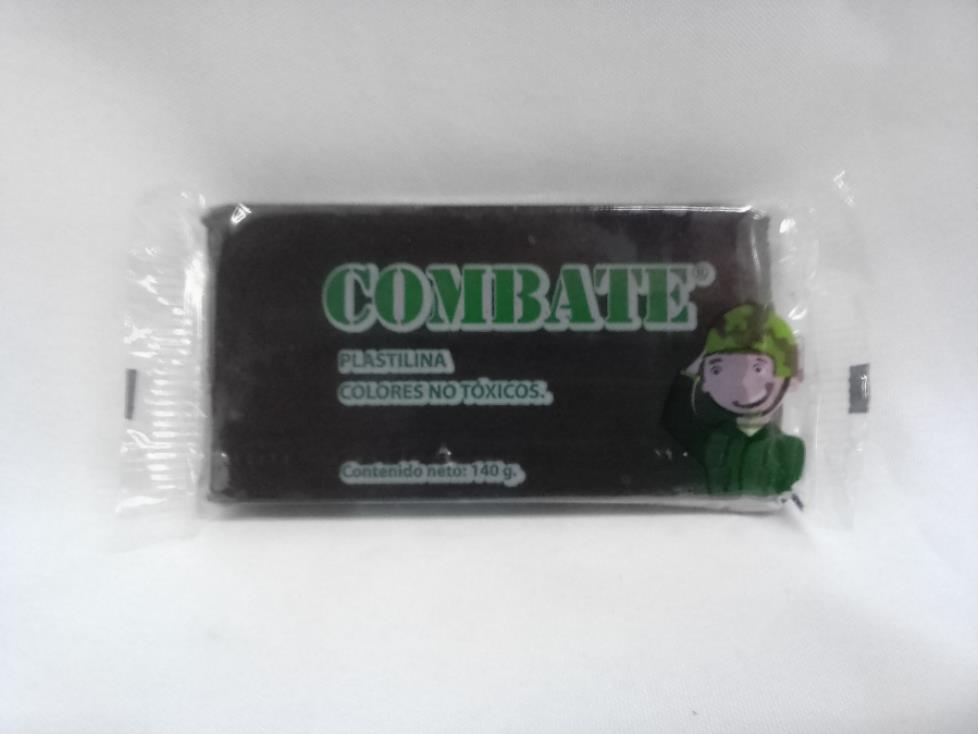 COMBATE®
PLASTILINA
COLORES NO TÓXICOS.
Contenido neto: 140 g.